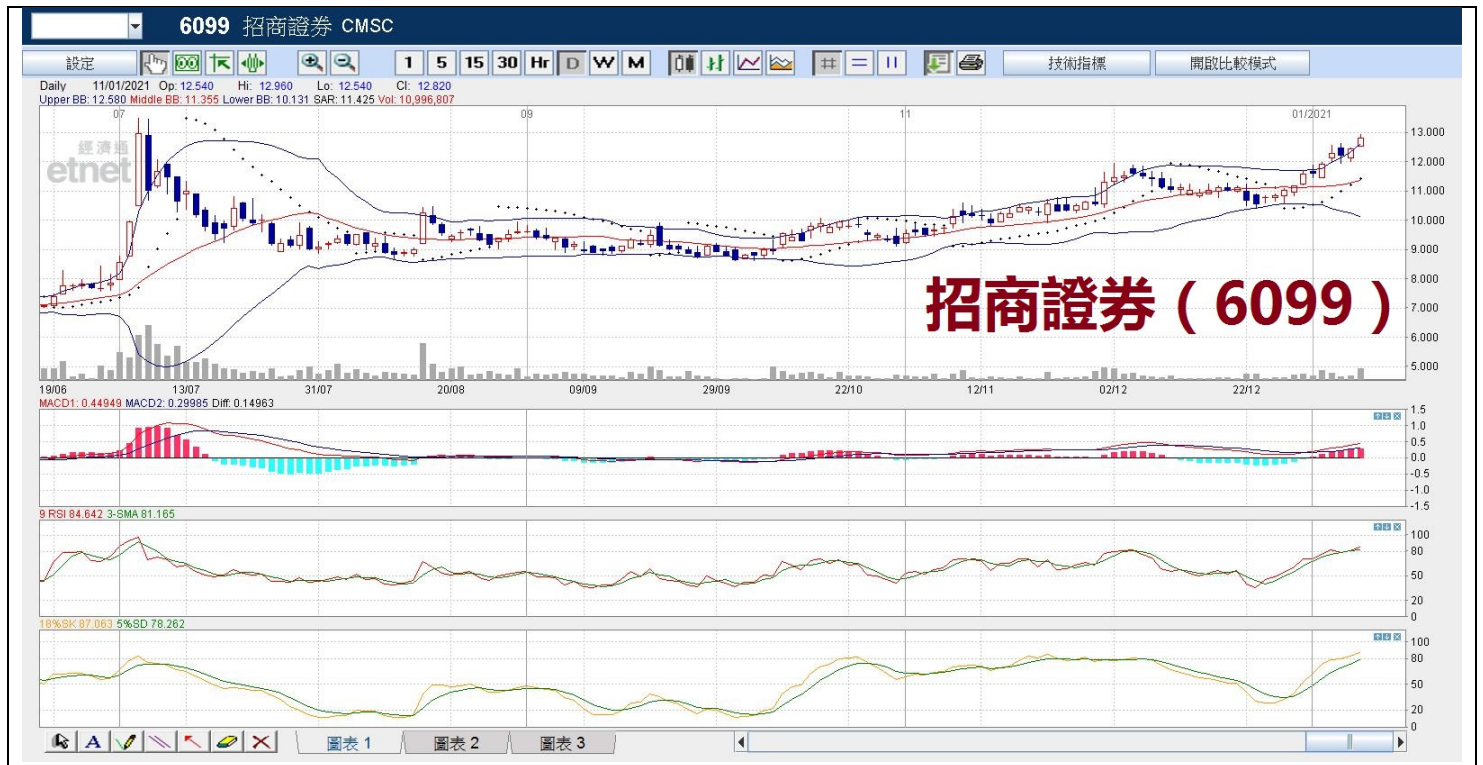 6099 招商證券 CMSC
設定 1 5 15 30 Hr D W M 技術指標 開啟比較模式
Daily 11/01/2021 Op: 12.540 Hi: 12.960 Lo: 12.540 Cl: 12.820
Upper BB: 12.580 Middle BB: 11.355 Lower BB: 10.131 SAR: 11.425 Vol: 10,996,807
07 09 11 01/2021
經濟通
etnet
13.000
12.000
11.000
10.000
9.000
8.000
招商證券（6099）
7.000
6.000
5.000
19/06 13/07 31/07 20/08 09/09 29/09 22/10 12/11 02/12 22/12
MACD1: 0.44949 MACD2: 0.29985 Diff: 0.14963
1.5
1.0
0.5
0.0
-0.5
-1.0
-1.5
9 RSI 84.642 3-SMA 81.165
100
80
50
20
0
18%SK 87.063 5%SD 78.262
100
80
50
20
0
A 圖表 1 圖表 2 圖表 3